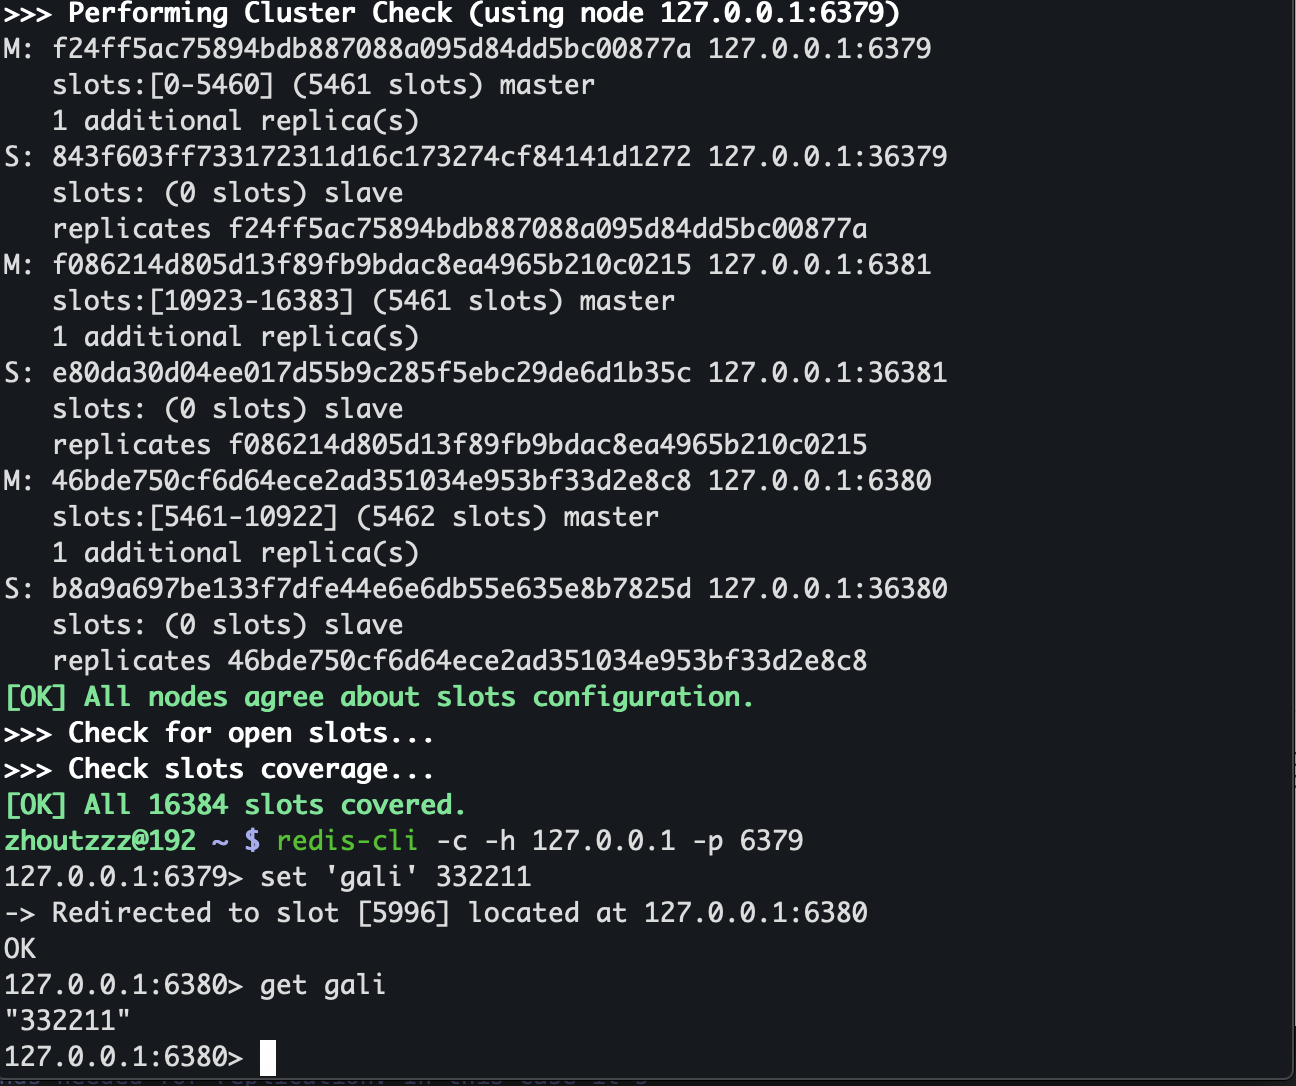 >>> Performing Cluster Check (using node 127.0.0.1:6379)
M: f24ff5ac75894bdb887088a095d84dd5bc00877a 127.0.0.1:6379
   slots:[0-5460] (5461 slots) master
   1 additional replica(s)
S: 843f603ff733172311d16c173274cf84141d1272 127.0.0.1:36379
   slots: (0 slots) slave
   replicates f24ff5ac75894bdb887088a095d84dd5bc00877a
M: f086214d805d13f89fb9bdac8ea4965b210c0215 127.0.0.1:6381
   slots:[10923-16383] (5461 slots) master
   1 additional replica(s)
S: e80da30d04ee017d55b9c285f5ebc29de6d1b35c 127.0.0.1:36381
   slots: (0 slots) slave
   replicates f086214d805d13f89fb9bdac8ea4965b210c0215
M: 46bde750cf6d64ece2ad351034e953bf33d2e8c8 127.0.0.1:6380
   slots:[5461-10922] (5462 slots) master
   1 additional replica(s)
S: b8a9a697be133f7dfe44e6e6db55e635e8b7825d 127.0.0.1:36380
   slots: (0 slots) slave
   replicates 46bde750cf6d64ece2ad351034e953bf33d2e8c8
[OK] All nodes agree about slots configuration.
>>> Check for open slots...
>>> Check slots coverage...
[OK] All 16384 slots covered.
zhoutzzz@192 ~ $ redis-cli -c -h 127.0.0.1 -p 6379
127.0.0.1:6379> set 'gali' 332211
-> Redirected to slot [5996] located at 127.0.0.1:6380
OK
127.0.0.1:6380> get gali
"332211"
127.0.0.1:6380>